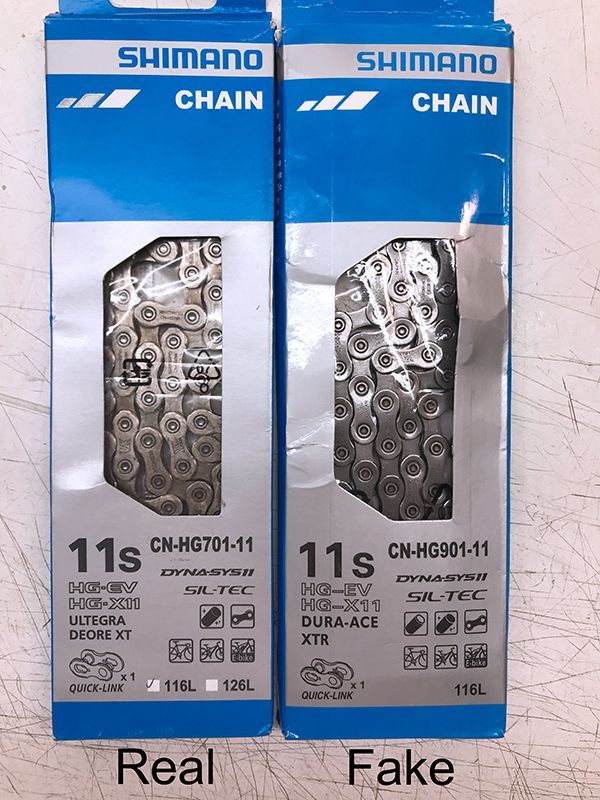 SHIMANO
CHAIN
11s CN-HG701-11
HG-EV DYNA-SYS11
HG-X11 SIL-TEC
ULTEGRA
DEORE XT
E-bike
x 1
QUICK-LINK 116L 126L
Real
SHIMANO
CHAIN
11s CN-HG901-11
HG-EV DYNA-SYS11
HG-X11 SIL-TEC
DURA-ACE
XTR
E-bike
x 1
QUICK-LINK 116L
Fake